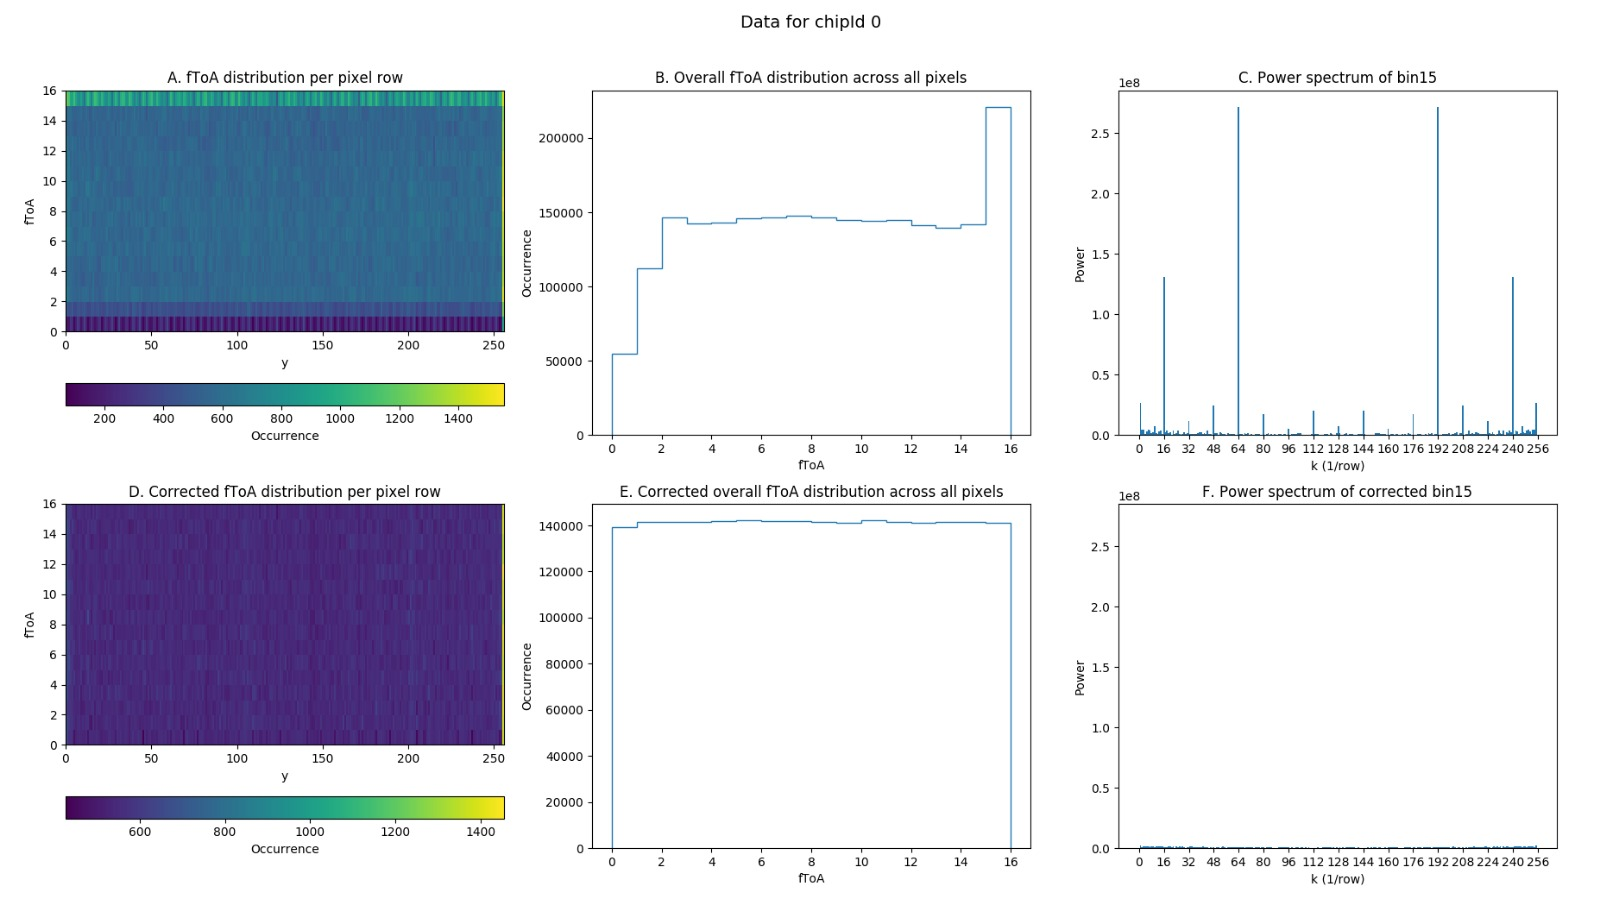 Data for chipId 0
A. fToA distribution per pixel row
16
14
12
10
8
6
4
2
0
fToA
0 50 100 150 200 250
y
200 400 600 800 1000 1200 1400
Occurrence
B. Overall fToA distribution across all pixels
200000
150000
100000
50000
0
Occurrence
0 2 4 6 8 10 12 14 16
fToA
C. Power spectrum of bin15
1e8
2.5
2.0
1.5
1.0
0.5
0.0
Power
0 16 32 48 64 80 96 112 128 144 160 176 192 208 224 240 256
k (1/row)
D. Corrected fToA distribution per pixel row
16
14
12
10
8
6
4
2
0
fToA
0 50 100 150 200 250
y
600 800 1000 1200 1400
Occurrence
E. Corrected overall fToA distribution across all pixels
140000
120000
100000
80000
60000
40000
20000
0
Occurrence
0 2 4 6 8 10 12 14 16
fToA
F. Power spectrum of corrected bin15
1e8
2.5
2.0
1.5
1.0
0.5
0.0
Power
0 16 32 48 64 80 96 112 128 144 160 176 192 208 224 240 256
k (1/row)